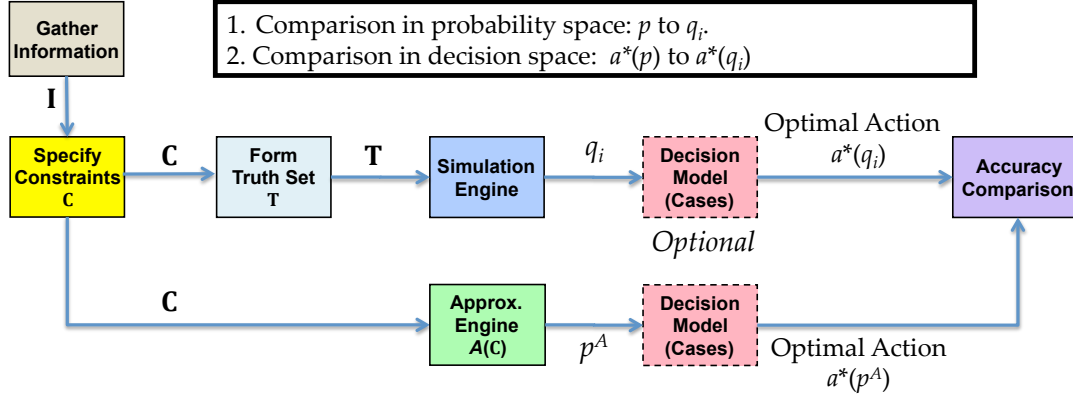 Gather
Information
1. Comparison in probability space: p to qᵢ.
2. Comparison in decision space: a*(p) to a*(qᵢ)
I
Specify
Constraints
C
C
Form
Truth Set
T
T
Simulation
Engine
qᵢ
Decision
Model
(Cases)
Optional
Optimal Action
a*(qᵢ)
Accuracy
Comparison
C
Approx.
Engine
A(C)
pᴬ
Decision
Model
(Cases)
Optimal Action
a*(pᴬ)